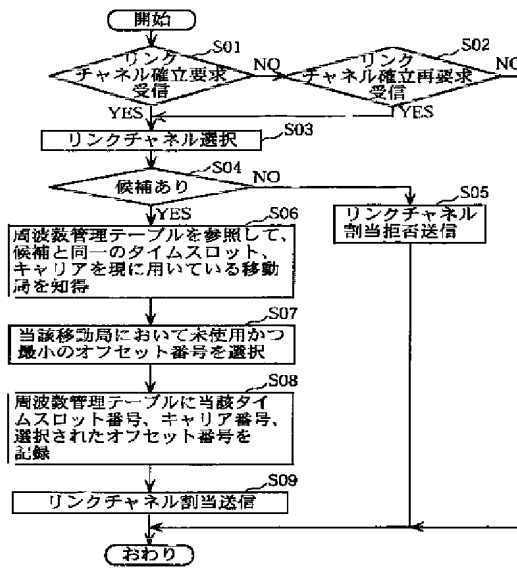 開始
S01
リンク
チャネル確立要求
受信
NO
YES
S02
リンク
チャネル確立再要求
受信
NO
YES
S03
リンクチャネル選択
S04
候補あり
NO
YES
S05
リンクチャネル
割当拒否送信
S06
周波数管理テーブルを参照して、
候補と同一のタイムスロット、
キャリアを現に用いている移動
局を知得
S07
当該移動局において未使用かつ
最小のオフセット番号を選択
S08
周波数管理テーブルに当該タイ
ムスロット番号、キャリア番号、
選択されたオフセット番号を
記録
S09
リンクチャネル割当送信
おわり